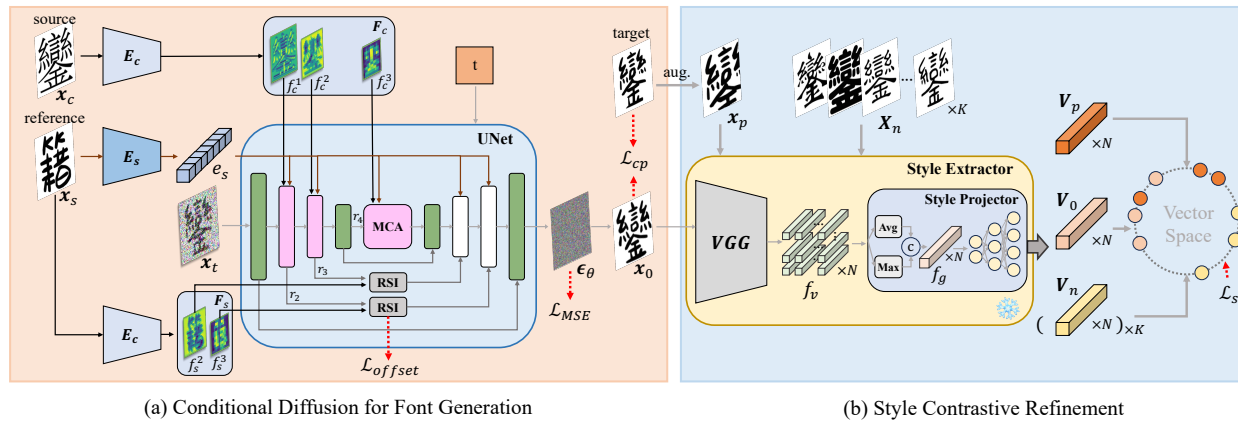 source
鑾
E_c
x_c
f_c^1
f_c^2
F_c
f_c^3
t
reference
籍
x_s
E_s
e_s
x_t
UNet
r_4
MCA
r_3
r_2
RSI
RSI
E_c
F_s
f_s^2
f_s^3
ϵ_θ
ℒ_MSE
ℒ_offset
target
鑾
ℒ_cp
x_0
aug.
x_p
X_n
...
×K
Style Extractor
VGG
f_v
×N
Style Projector
Avg
Max
C
f_g
×N
V_p
×N
V_0
×N
V_n
( ×N )×K
Vector
Space
ℒ_s
(a) Conditional Diffusion for Font Generation
(b) Style Contrastive Refinement